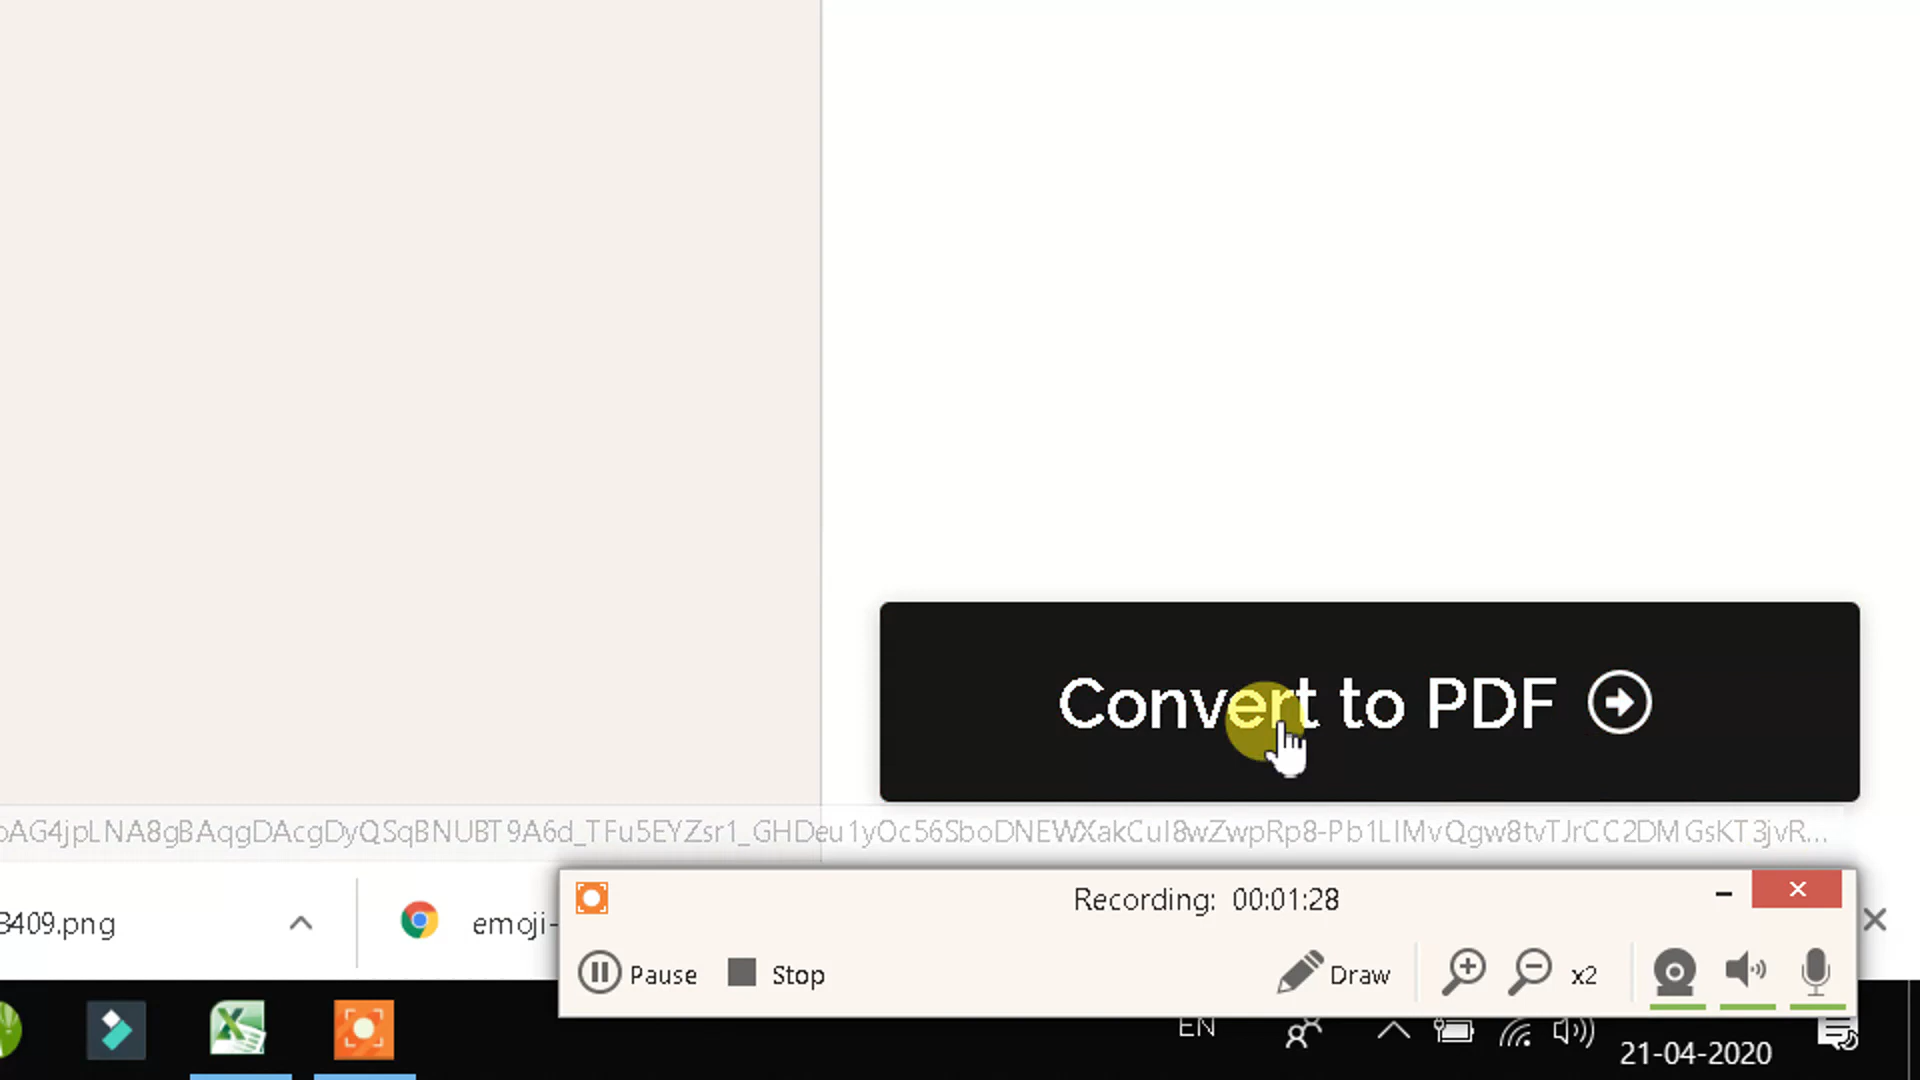 Convert to PDF
oAG4jpLNA8gBAqgDAcgDyQSqBNUBT9A6d_TFu5EYZsr1_GHDeu1yOc56SboDNEWXakCuI8wZwpRp8-Pb1LIMvQgw8tvTJrCC2DMGsKT3jvR...
Recording: 00:01:28
3409.png
emoji-
Pause
Stop
Draw
x2
EN
21-04-2020